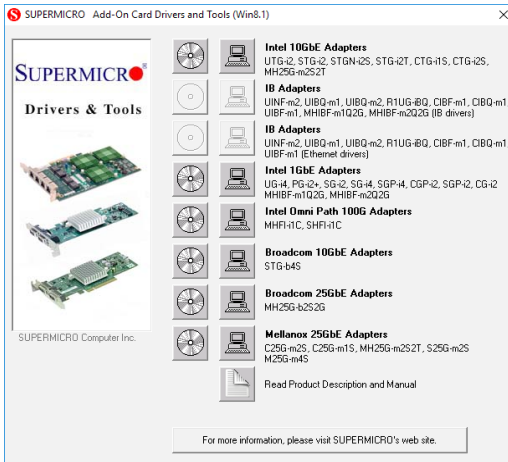 SUPERMICRO Add-On Card Drivers and Tools (Win8.1)
SUPERMICRO
Drivers & Tools
SUPERMICRO Computer Inc.
Intel 10GbE Adapters
UTG-i2, STG-i2, STGN-i2S, STG-i2T, CTG-i1S, CTG-i2S,
MH25G-m2S2T
IB Adapters
UINF-m2, UIBQ-m1, UIBQ-m2, R1UG-iBQ, CIBF-m1, CIBQ-m1
UIBF-m1, MHIBF-m1Q2G, MHIBF-m2Q2G (IB drivers)
IB Adapters
UINF-m2, UIBQ-m1, UIBQ-m2, R1UG-iBQ, CIBF-m1, CIBQ-m1
UIBF-m1 (Ethernet drivers)
Intel 1GbE Adapters
UG-i4, PG-i2+, SG-i2, SG-i4, SGP-i4, CGP-i2, SGP-i2, CG-i2
MHIBF-m1Q2G, MHIBF-m2Q2G
Intel Omni Path 100G Adapters
MHFI-i1C, SHFI-i1C
Broadcom 10GbE Adapters
STG-b4S
Broadcom 25GbE Adapters
MH25G-b2S2G
Mellanox 25GbE Adapters
C25G-m2S, C25G-m1S, MH25G-m2S2T, S25G-m2S
M25G-m4S
Read Product Description and Manual
For more information, please visit SUPERMICRO's web site.